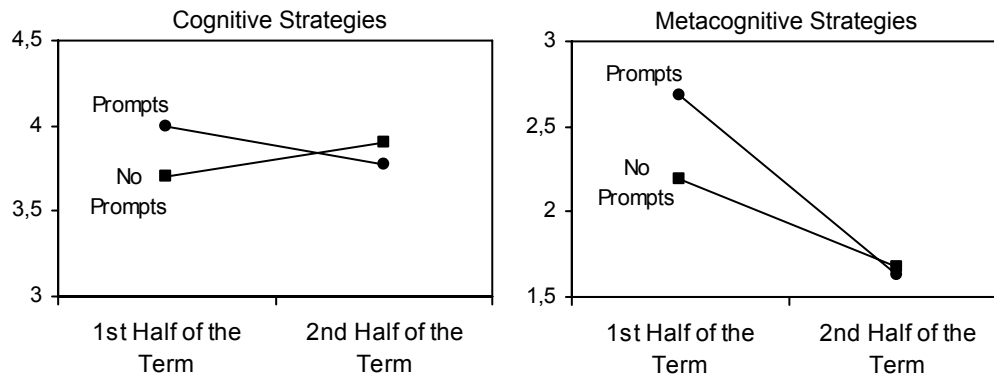 Cognitive Strategies
4,5
4
3,5
3
Prompts
No
Prompts
1st Half of the
Term
2nd Half of the
Term
Metacognitive Strategies
3
2,5
2
1,5
Prompts
No
Prompts
1st Half of the
Term
2nd Half of the
Term